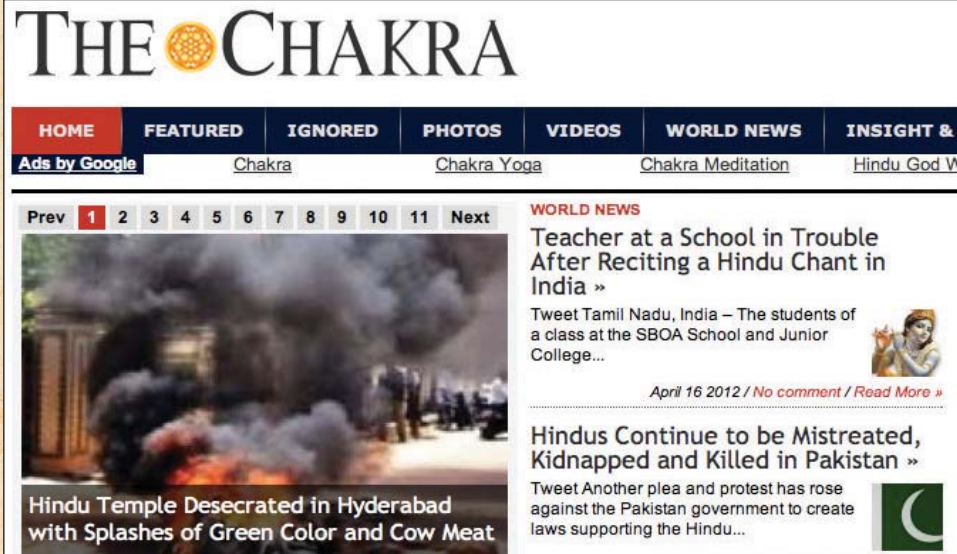 THE CHAKRA
HOME FEATURED IGNORED PHOTOS VIDEOS WORLD NEWS INSIGHT &
Ads by Google Chakra Chakra Yoga Chakra Meditation Hindu God W
Prev 1 2 3 4 5 6 7 8 9 10 11 Next
Hindu Temple Desecrated in Hyderabad
with Splashes of Green Color and Cow Meat
WORLD NEWS
Teacher at a School in Trouble
After Reciting a Hindu Chant in
India »
Tweet Tamil Nadu, India – The students of
a class at the SBOA School and Junior
College...
April 16 2012 / No comment / Read More »
Hindus Continue to be Mistreated,
Kidnapped and Killed in Pakistan »
Tweet Another plea and protest has rose
against the Pakistan government to create
laws supporting the Hindu...